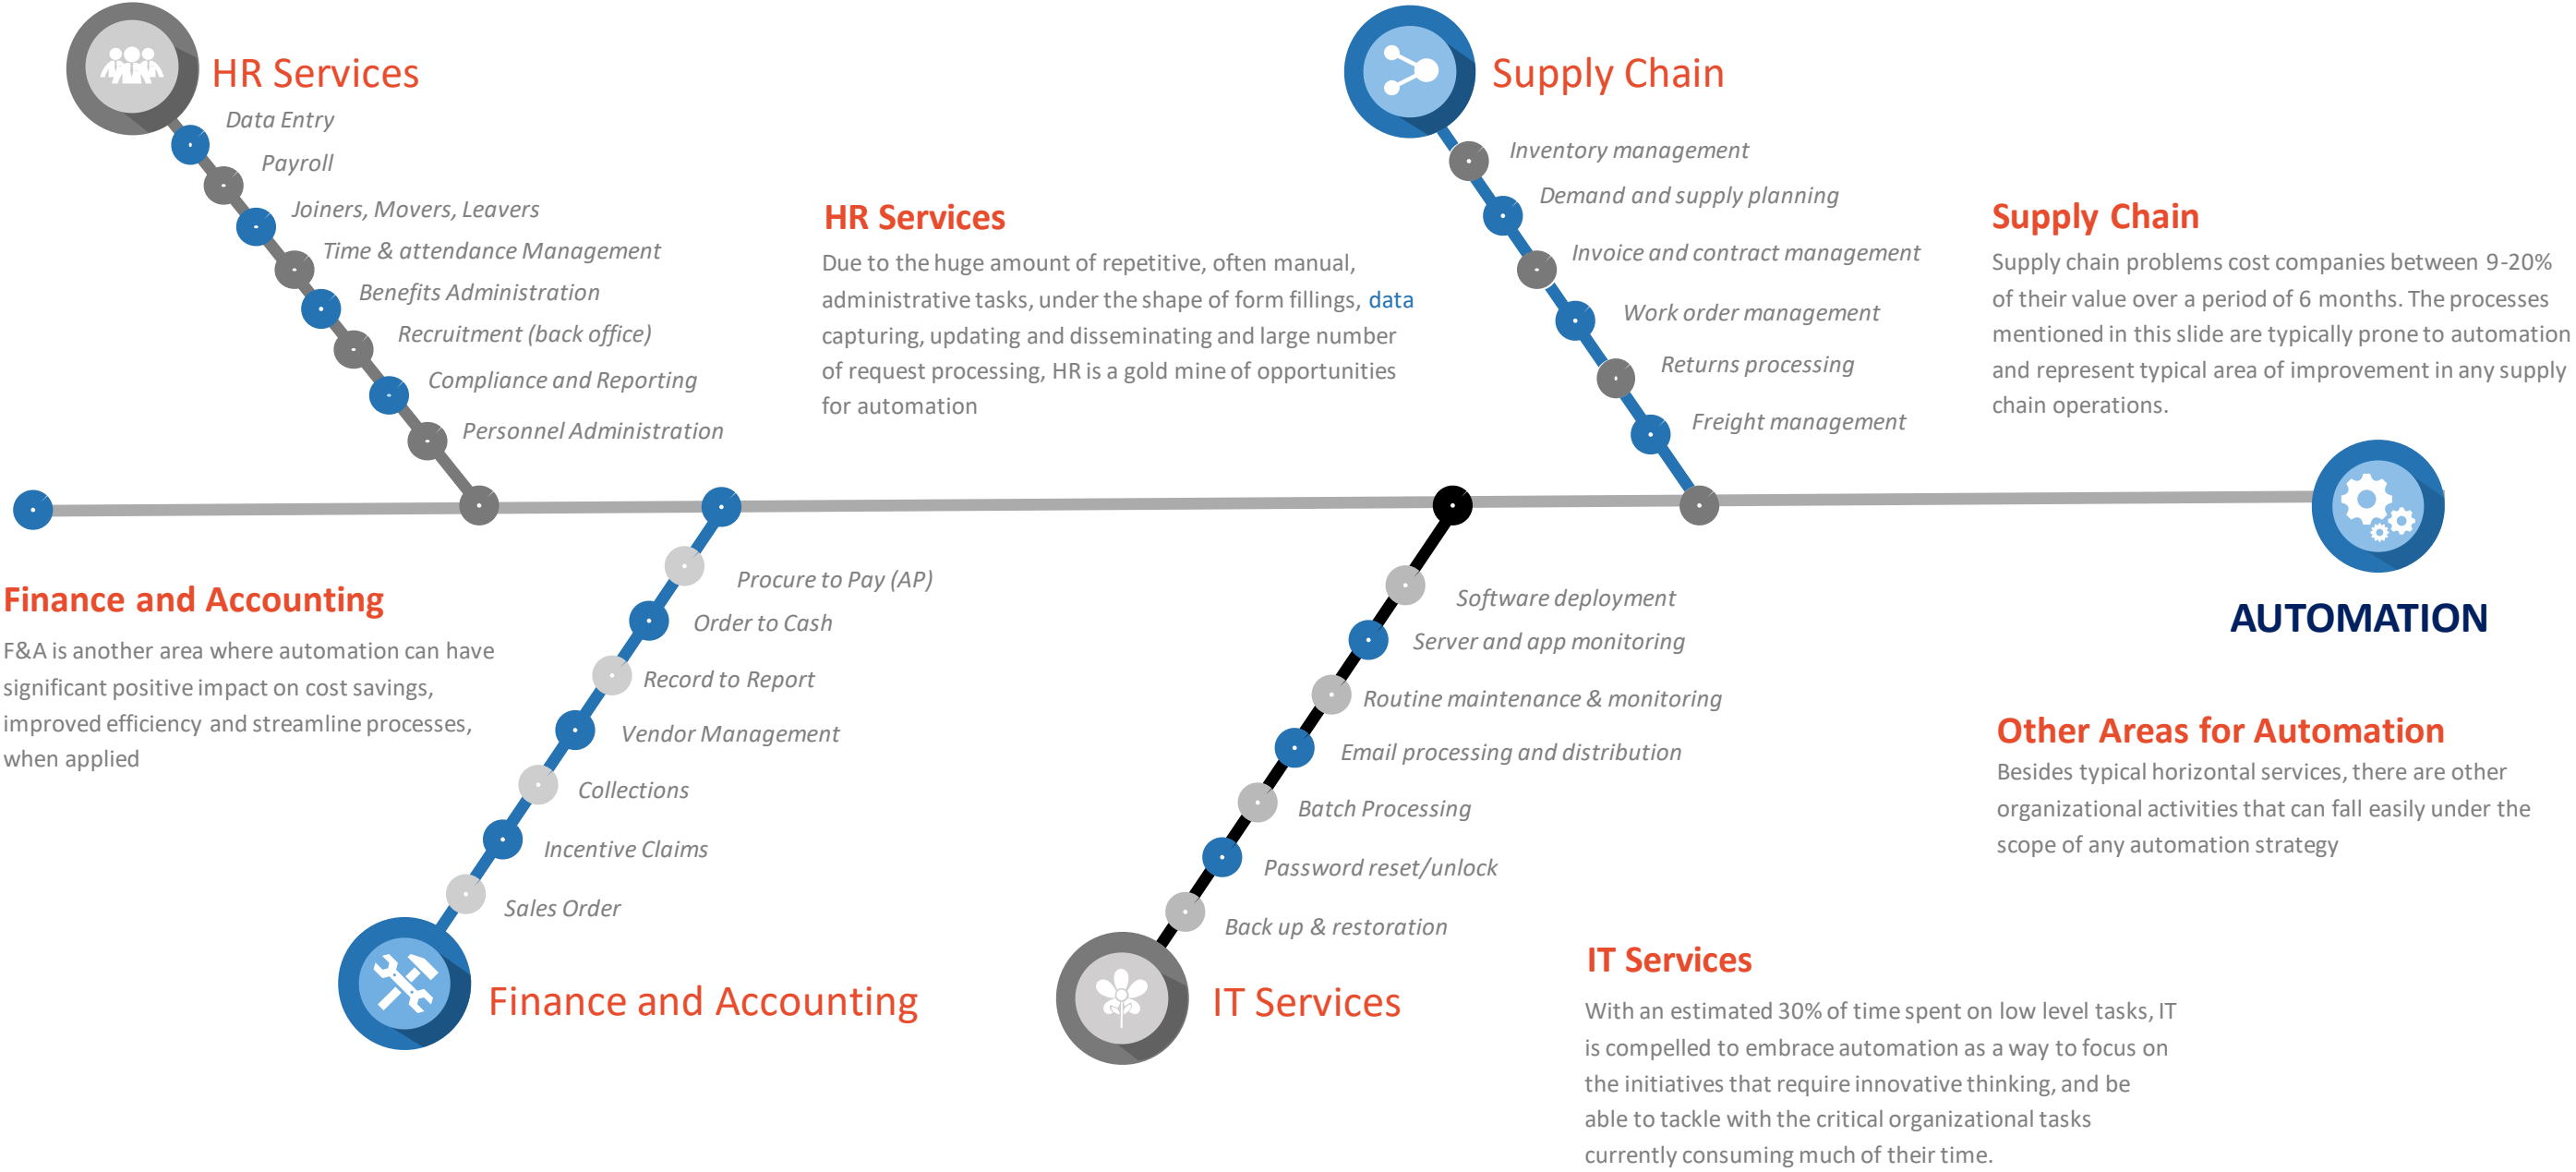 HR Services
Data Entry
Payroll
Joiners, Movers, Leavers
Time & attendance Management
Benefits Administration
Recruitment (back office)
Compliance and Reporting
Personnel Administration
HR Services
Due to the huge amount of repetitive, often manual,
administrative tasks, under the shape of form fillings, data
capturing, updating and disseminating and large number
of request processing, HR is a gold mine of opportunities
for automation
Supply Chain
Inventory management
Demand and supply planning
Invoice and contract management
Work order management
Returns processing
Freight management
Supply Chain
Supply chain problems cost companies between 9-20%
of their value over a period of 6 months. The processes
mentioned in this slide are typically prone to automation
and represent typical area of improvement in any supply
chain operations.
AUTOMATION
Finance and Accounting
F&A is another area where automation can have
significant positive impact on cost savings,
improved efficiency and streamline processes,
when applied
Procure to Pay (AP)
Order to Cash
Record to Report
Vendor Management
Collections
Incentive Claims
Sales Order
Finance and Accounting
Software deployment
Server and app monitoring
Routine maintenance & monitoring
Email processing and distribution
Batch Processing
Password reset/unlock
Back up & restoration
IT Services
Other Areas for Automation
Besides typical horizontal services, there are other
organizational activities that can fall easily under the
scope of any automation strategy
IT Services
With an estimated 30% of time spent on low level tasks, IT
is compelled to embrace automation as a way to focus on
the initiatives that require innovative thinking, and be
able to tackle with the critical organizational tasks
currently consuming much of their time.